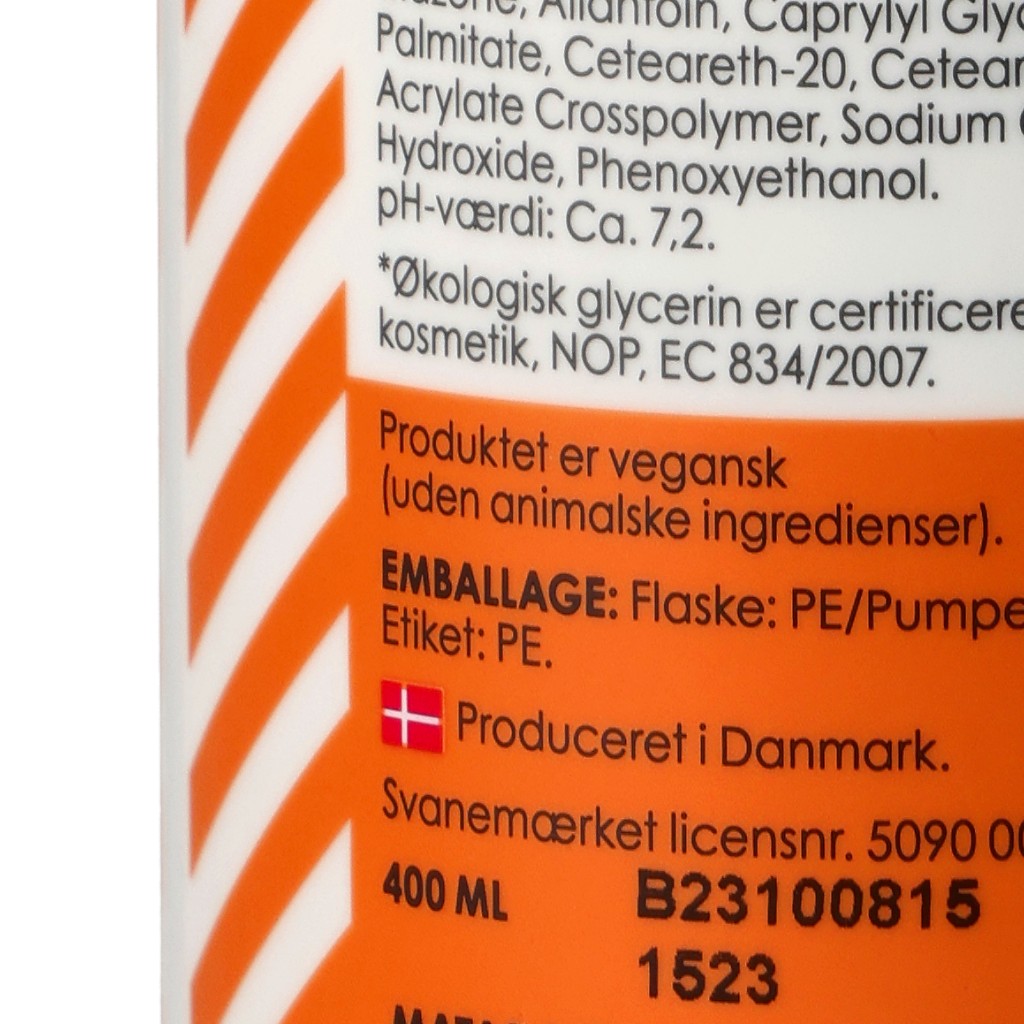 Allantoin, Caprylyl
Palmitate, Ceteareth-20,
Acrylate Crosspolymer, Sodium
Hydroxide, Phenoxyethanol.
pH-værdi: Ca. 7,2.
*Økologisk glycerin er
kosmetik, NOP, EC 834/2007.
Produktet er vegansk
(uden animalske ingredienser).
EMBALLAGE: Flaske: PE/Pumpe
Etiket: PE.
Produceret i Danmark.
Svanemærket licensnr. 5090
400 ML B23100815
1523